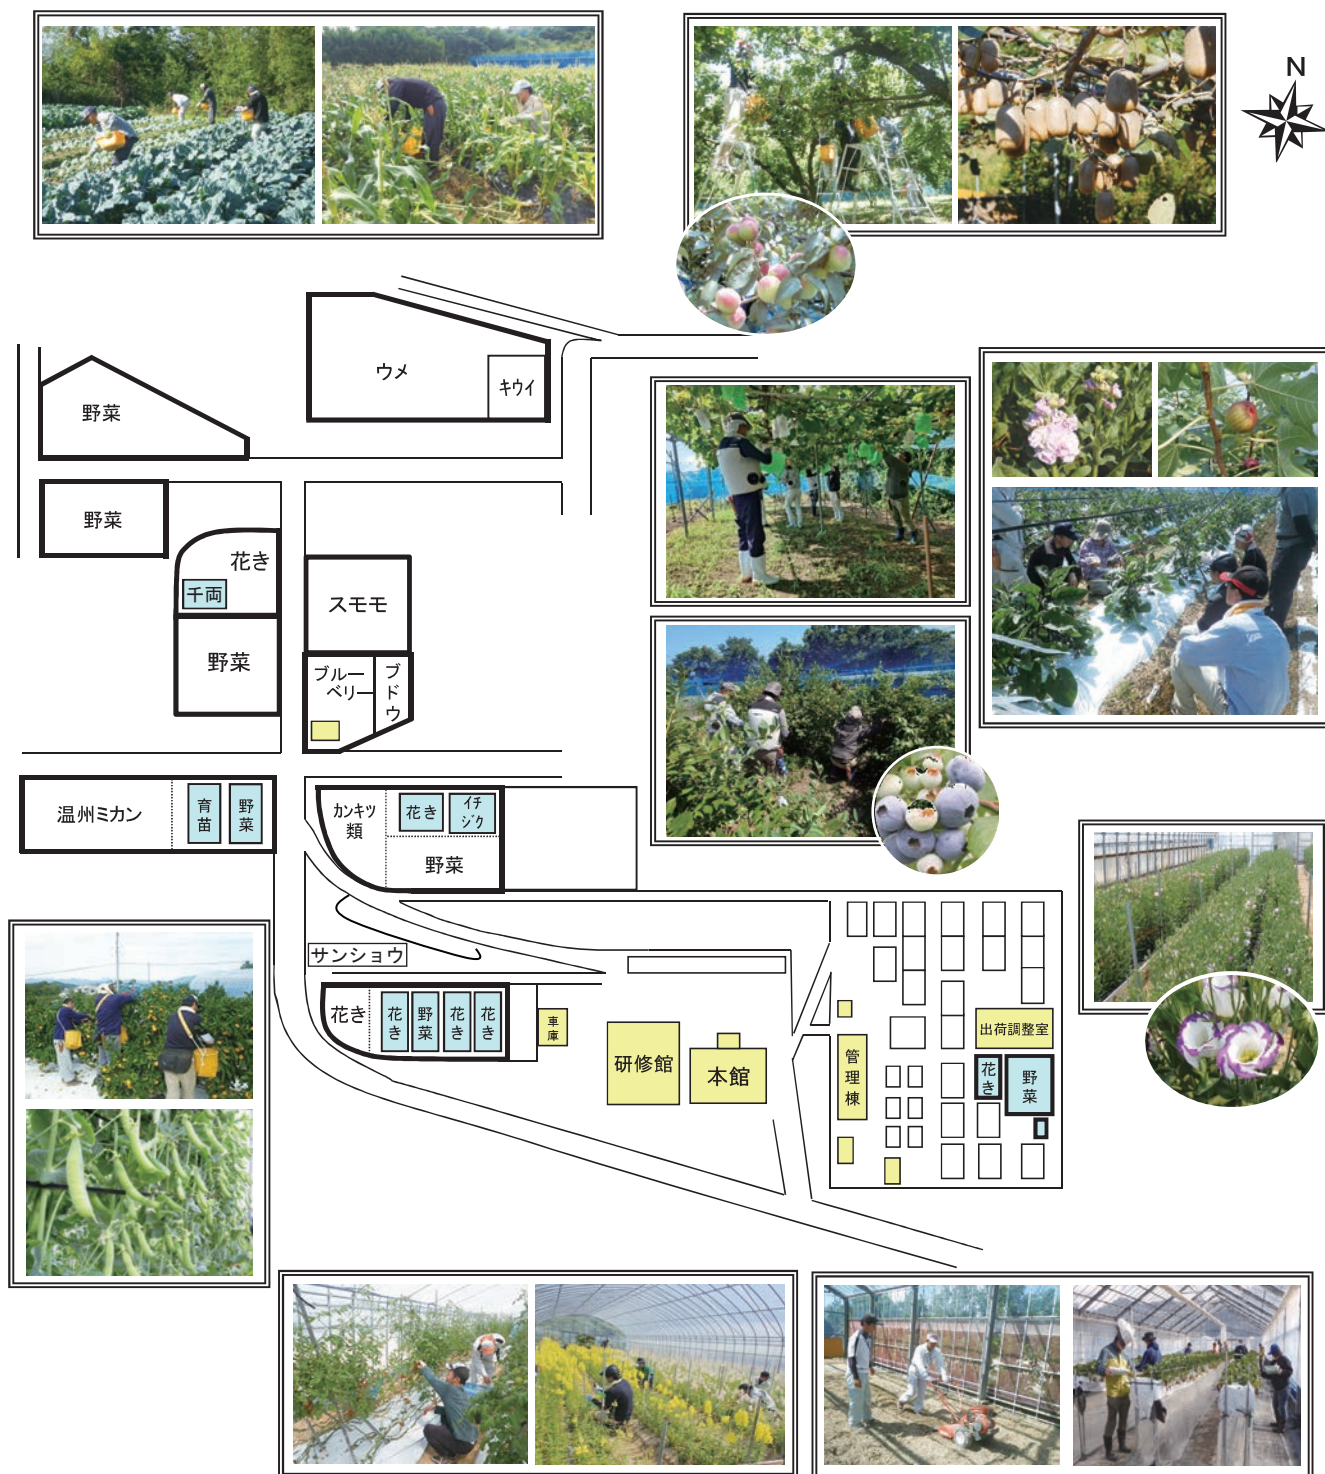 N
ウメ
キウイ
野菜
野菜
花き
千両
野菜
スモモ
ブルー
ベリー
ブドウ
温州ミカン
育苗
野菜
カンキツ
類
花き
イチ
ジク
野菜
サンショウ
花き
花き
野菜
花き
花き
車庫
研修館
本館
管理棟
出荷調整室
花き
野菜